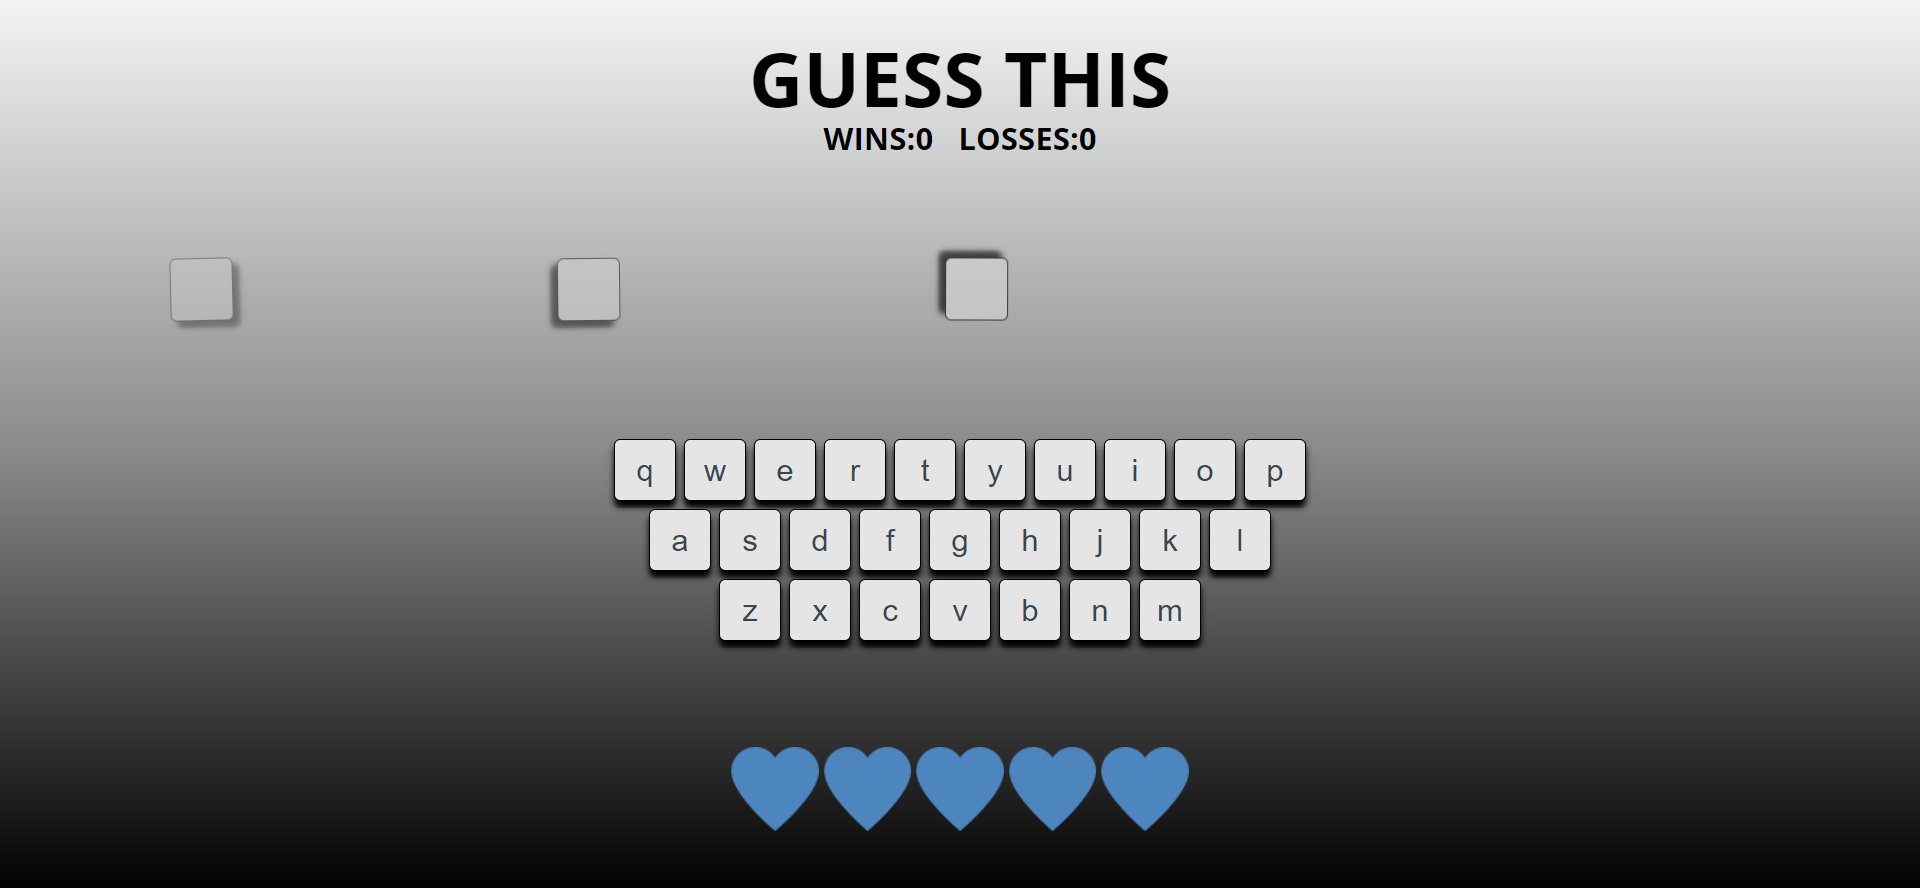 GUESS THIS
WINS:0 LOSSES:0
q w e r t y u i o p
a s d f g h j k l
z x c v b n m